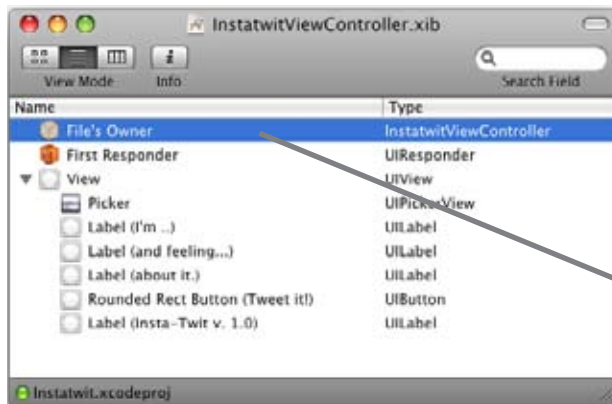 InstatwitViewController.xib
View Mode Info Search Field
Name Type
File's Owner InstatwitViewController
First Responder UIResponder
View UIView
Picker UIPickerView
Label (I'm ..) UILabel
Label (and feeling...) UILabel
Label (about it.) UILabel
Rounded Rect Button (Tweet it!) UIButton
Label (Insta-Twit v. 1.0) UILabel
Instatwit.xcodeproj